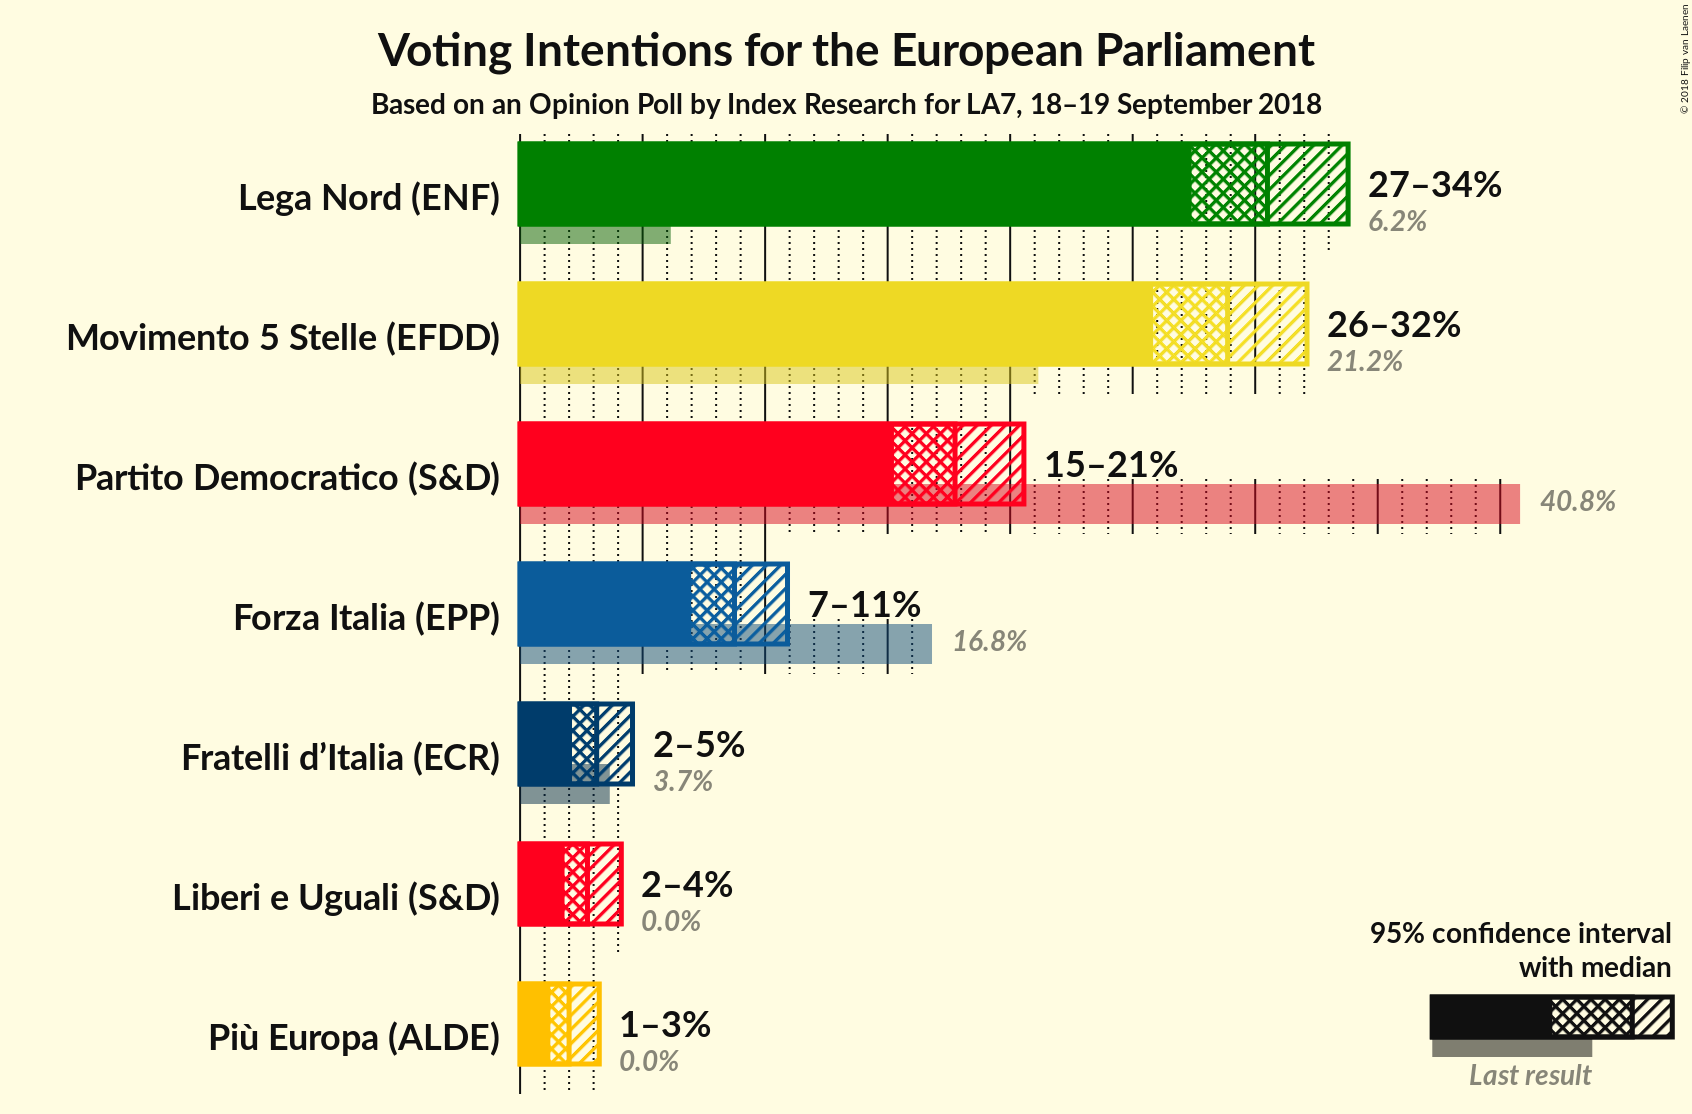 Voting Intentions for the European Parliament
Based on an Opinion Poll by Index Research for LA7, 18–19 September 2018
© 2018 Filip van Laenen
Lega Nord (ENF)
27–34%
6.2%
Movimento 5 Stelle (EFDD)
26–32%
21.2%
Partito Democratico (S&D)
15–21%
40.8%
Forza Italia (EPP)
7–11%
16.8%
Fratelli d’Italia (ECR)
2–5%
3.7%
Liberi e Uguali (S&D)
2–4%
0.0%
Più Europa (ALDE)
1–3%
0.0%
95% confidence interval
with median
Last result